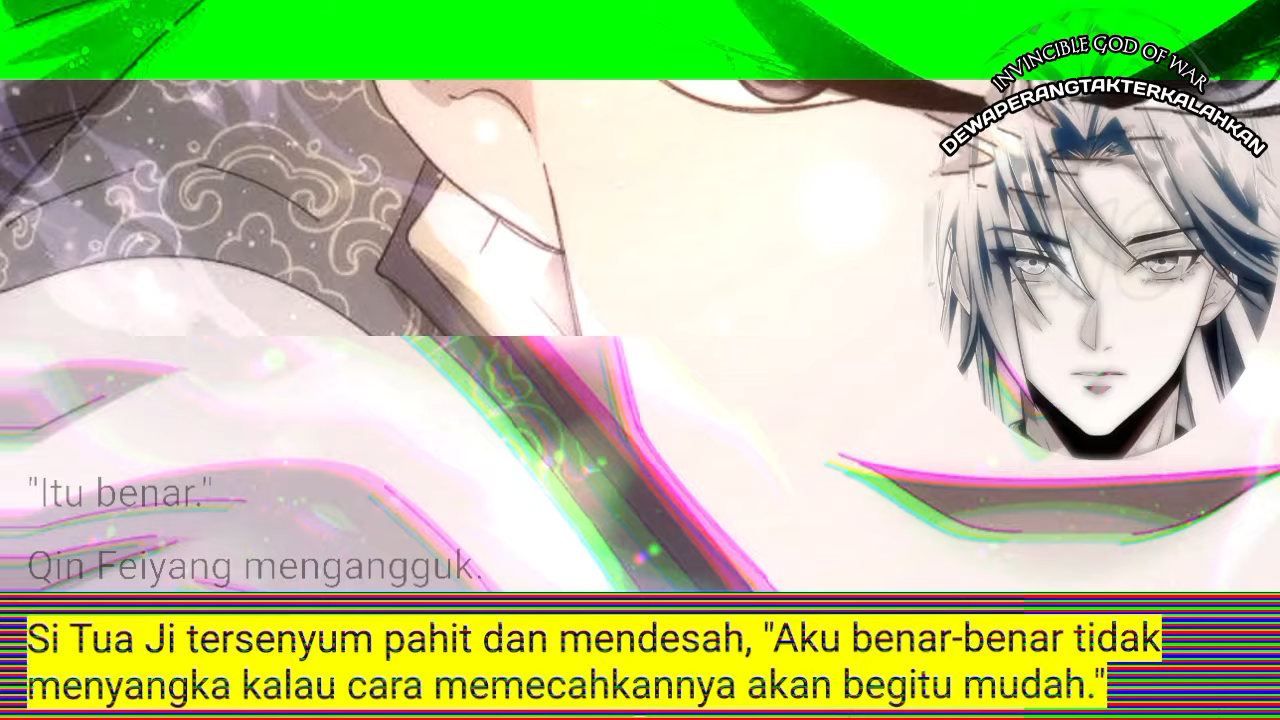 INVINCIBLE GOD OF WAR
DEWAPERANGTAKTERKALAHKAN
"Itu benar."
Qin Feiyang mengangguk.
Si Tua Ji tersenyum pahit dan mendesah, "Aku benar-benar tidak
menyangka kalau cara memecahkannya akan begitu mudah."